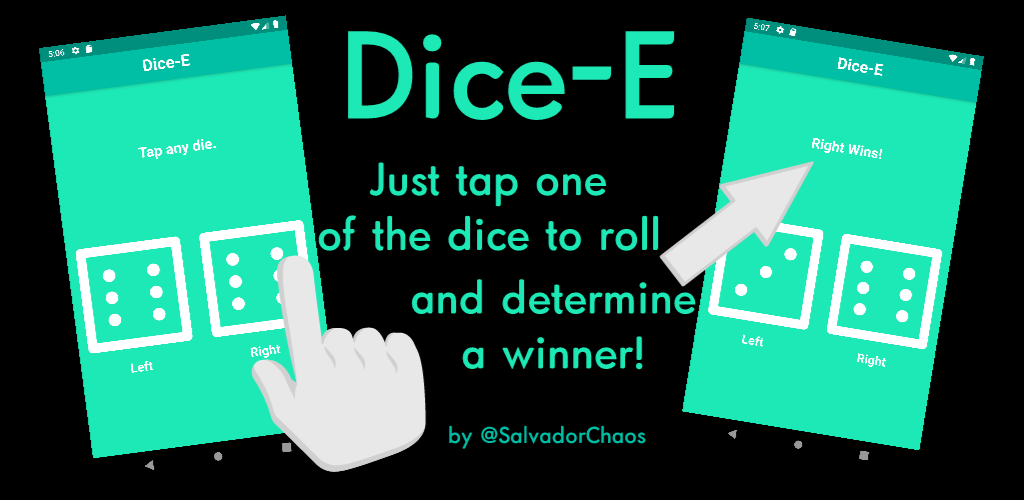 5:06
Dice-E
Tap any die.
Left
Right
Dice-E
Just tap one
of the dice to roll
and determine
a winner!
by @SalvadorChaos
5:07
Dice-E
Right Wins!
Left
Right